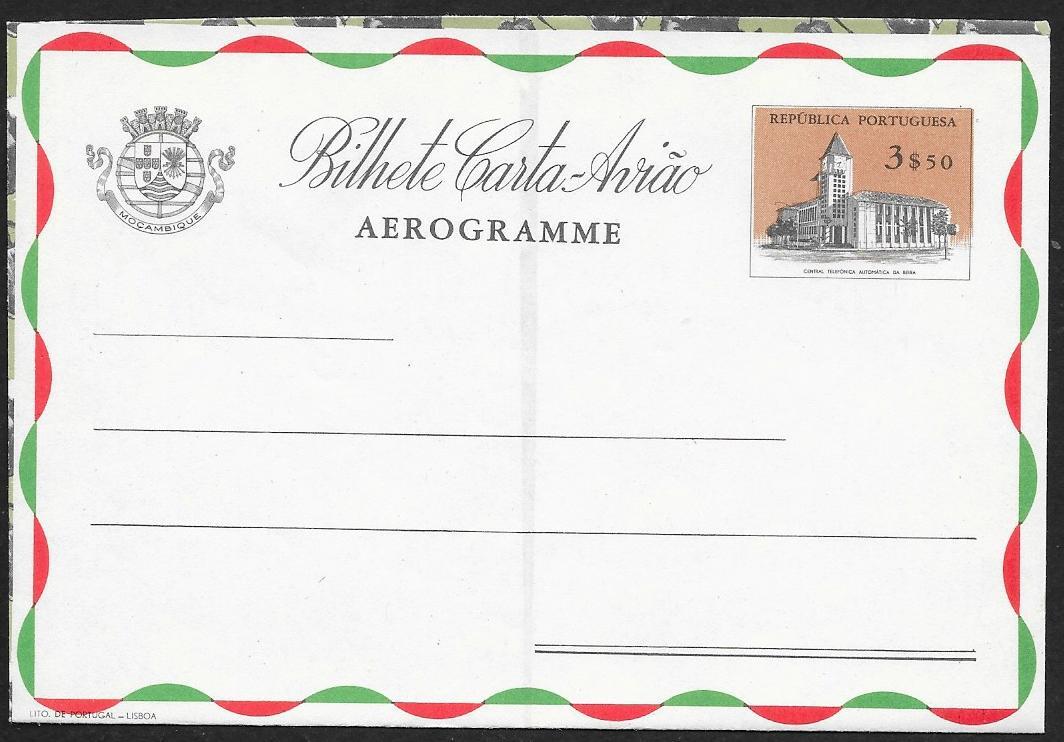 MOÇAMBIQUE
Bilhete Carta-Avião
AEROGRAMME
REPÚBLICA PORTUGUESA
3$50
CENTRAL TELEFÓNICA AUTOMÁTICA DA BEIRA
LITO. DE PORTUGAL — LISBOA